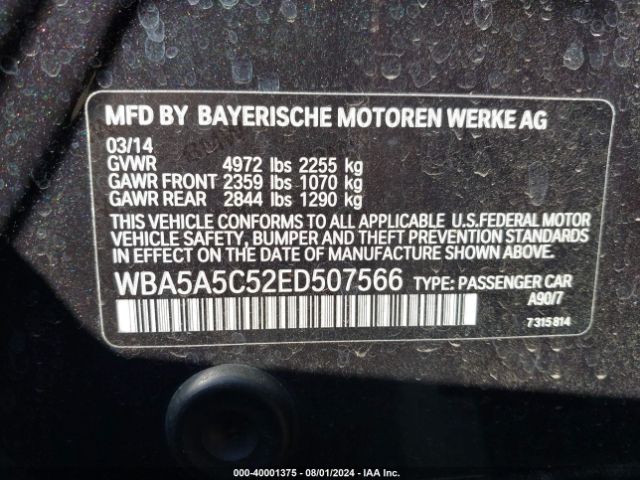 MFD BY BAYERISCHE MOTOREN WERKE AG
03/14
GVWR 4972 lbs 2255 kg
GAWR FRONT 2359 lbs 1070 kg
GAWR REAR 2844 lbs 1290 kg
THIS VEHICLE CONFORMS TO ALL APPLICABLE U.S.FEDERAL MOTOR
VEHICLE SAFETY, BUMPER AND THEFT PREVENTION STANDARDS
IN EFFECT ON THE DATE OF MANUFACTURE SHOWN ABOVE.
WBA5A5C52ED507566 TYPE: PASSENGER CAR
A90/7
7315814
000-40001375 - 08/01/2024 - IAA Inc.